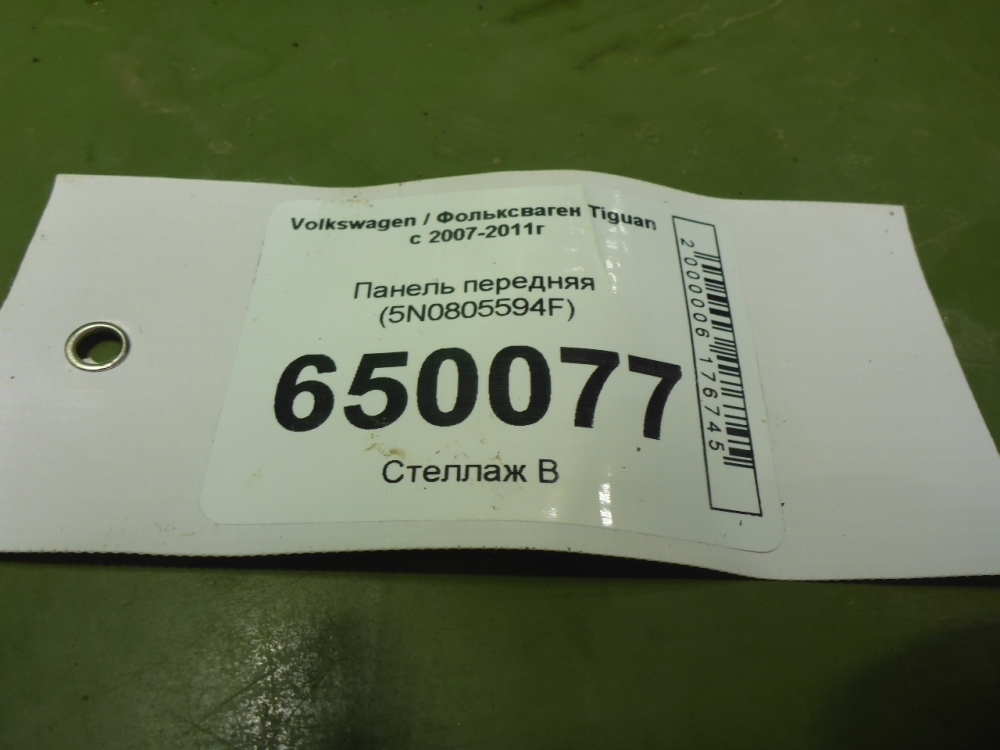 Volkswagen / Фольксваген Tiguan
с 2007-2011г
Панель передняя
(5N0805594F)
650077
Стеллаж В
2000006176745